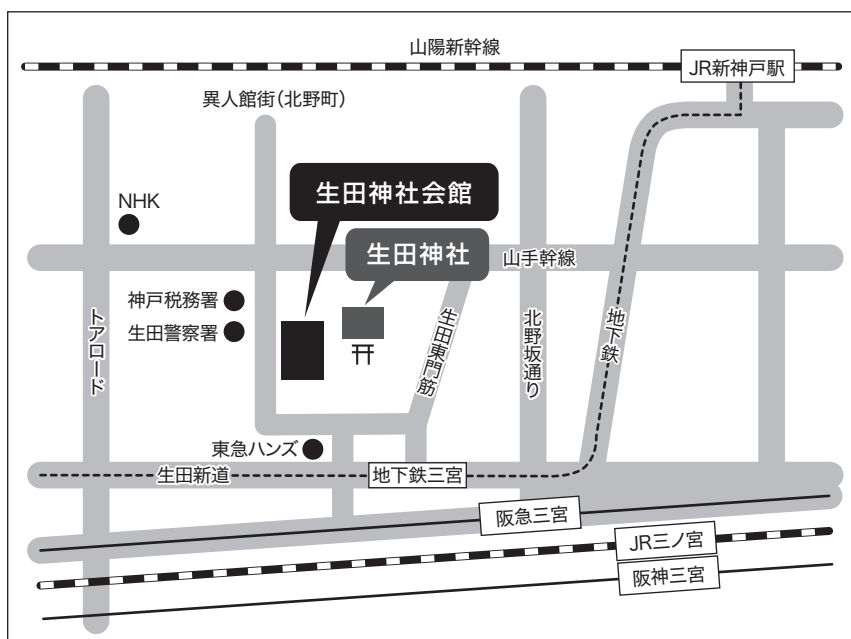 山陽新幹線
JR新神戸駅
異人館街(北野町)
NHK
生田神社会館
生田神社
山手幹線
神戸税務署
生田警察署
トアロード
生田東門筋
北野坂通り
地下鉄
東急ハンズ
生田新道
地下鉄三宮
阪急三宮
JR三ノ宮
阪神三宮